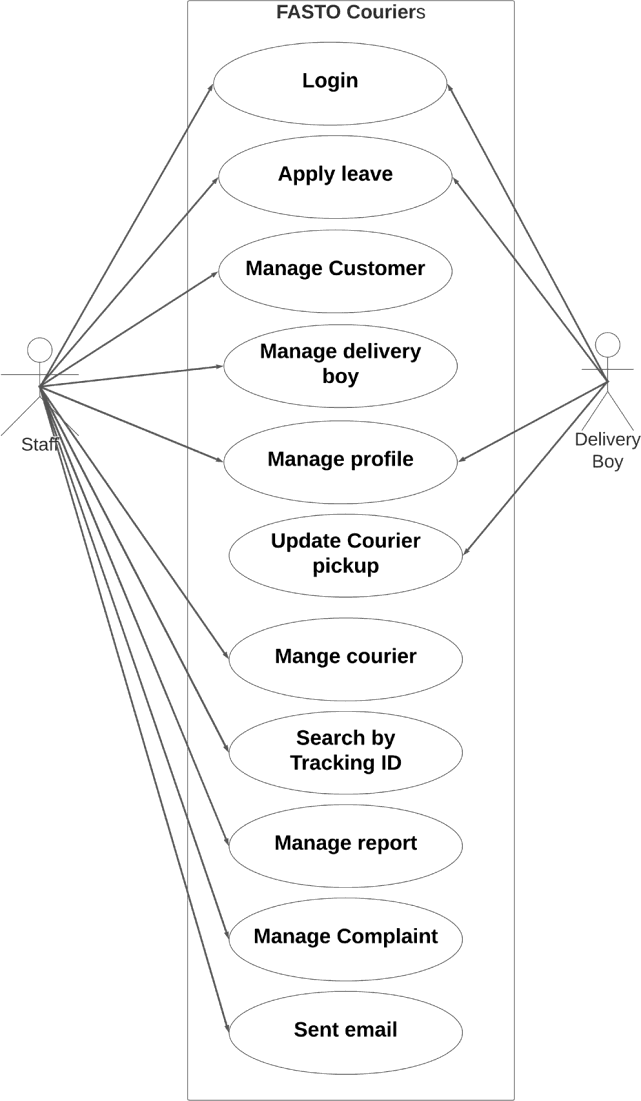 FASTO Couriers
Login
Apply leave
Manage Customer
Manage delivery
boy
Manage profile
Update Courier
pickup
Mange courier
Search by
Tracking ID
Manage report
Manage Complaint
Sent email
Staff
Delivery
Boy